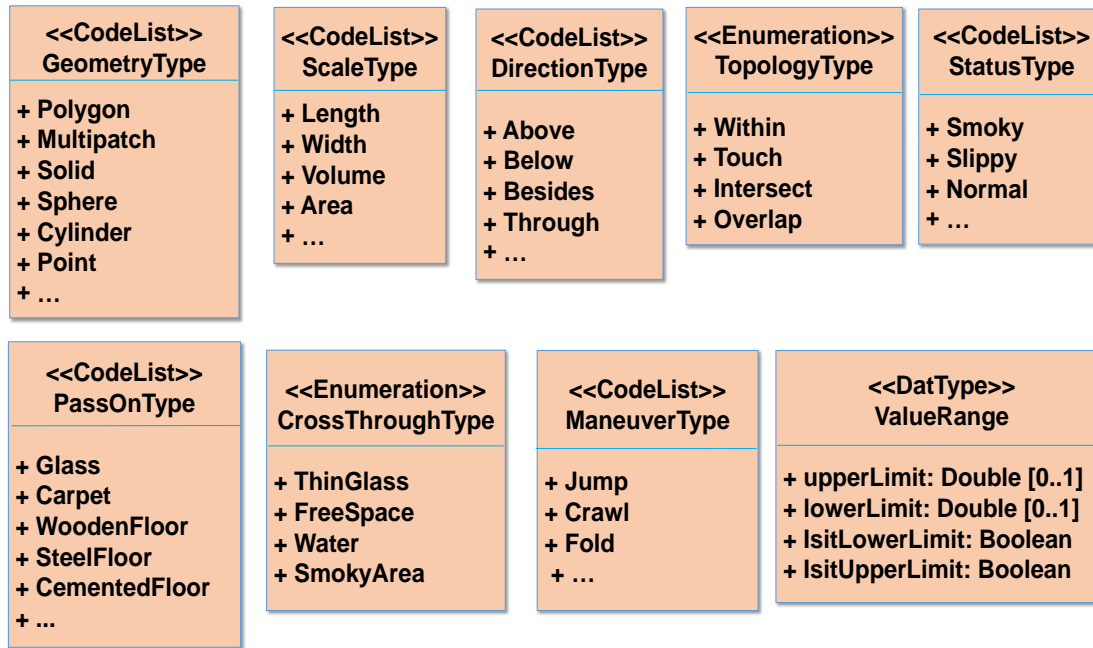 <<CodeList>>
GeometryType
+ Polygon
+ Multipatch
+ Solid
+ Sphere
+ Cylinder
+ Point
+ …
<<CodeList>>
ScaleType
+ Length
+ Width
+ Volume
+ Area
+ …
<<CodeList>>
DirectionType
+ Above
+ Below
+ Besides
+ Through
+ …
<<Enumeration>>
TopologyType
+ Within
+ Touch
+ Intersect
+ Overlap
<<CodeList>>
StatusType
+ Smoky
+ Slippy
+ Normal
+ …
<<CodeList>>
PassOnType
+ Glass
+ Carpet
+ WoodenFloor
+ SteelFloor
+ CementedFloor
+ ...
<<Enumeration>>
CrossThroughType
+ ThinGlass
+ FreeSpace
+ Water
+ SmokyArea
<<CodeList>>
ManeuverType
+ Jump
+ Crawl
+ Fold
+ …
<<DatType>>
ValueRange
+ upperLimit: Double [0..1]
+ lowerLimit: Double [0..1]
+ IsitLowerLimit: Boolean
+ IsitUpperLimit: Boolean